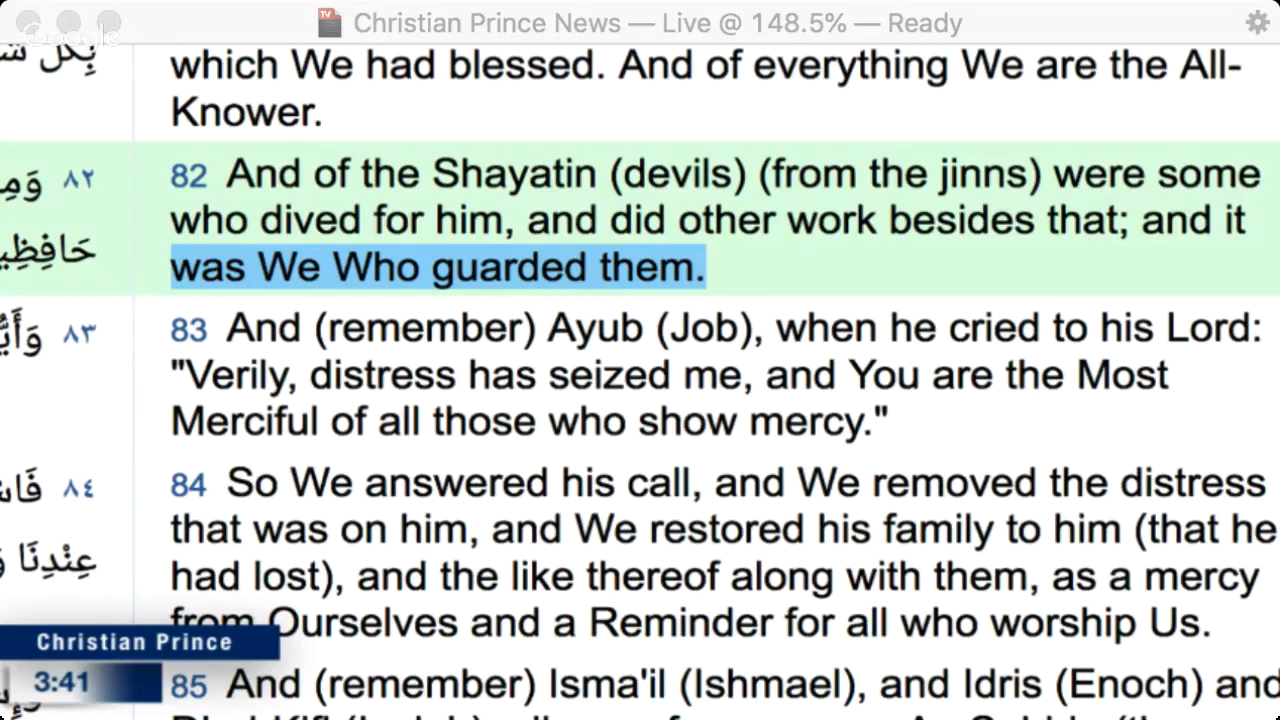 Google
Christian Prince News — Live @ 148.5% — Ready
which We had blessed. And of everything We are the All-
Knower.
بِكُلِّ
82 And of the Shayatin (devils) (from the jinns) were some
who dived for him, and did other work besides that; and it
was We Who guarded them.
٨٢
83 And (remember) Ayub (Job), when he cried to his Lord:
"Verily, distress has seized me, and You are the Most
Merciful of all those who show mercy."
٨٣
84 So We answered his call, and We removed the distress
that was on him, and We restored his family to him (that he
had lost), and the like thereof along with them, as a mercy
from Ourselves and a Reminder for all who worship Us.
٨٤
عِنْدِنَا
Christian Prince
3:41
85 And (remember) Isma'il (Ishmael), and Idris (Enoch) and